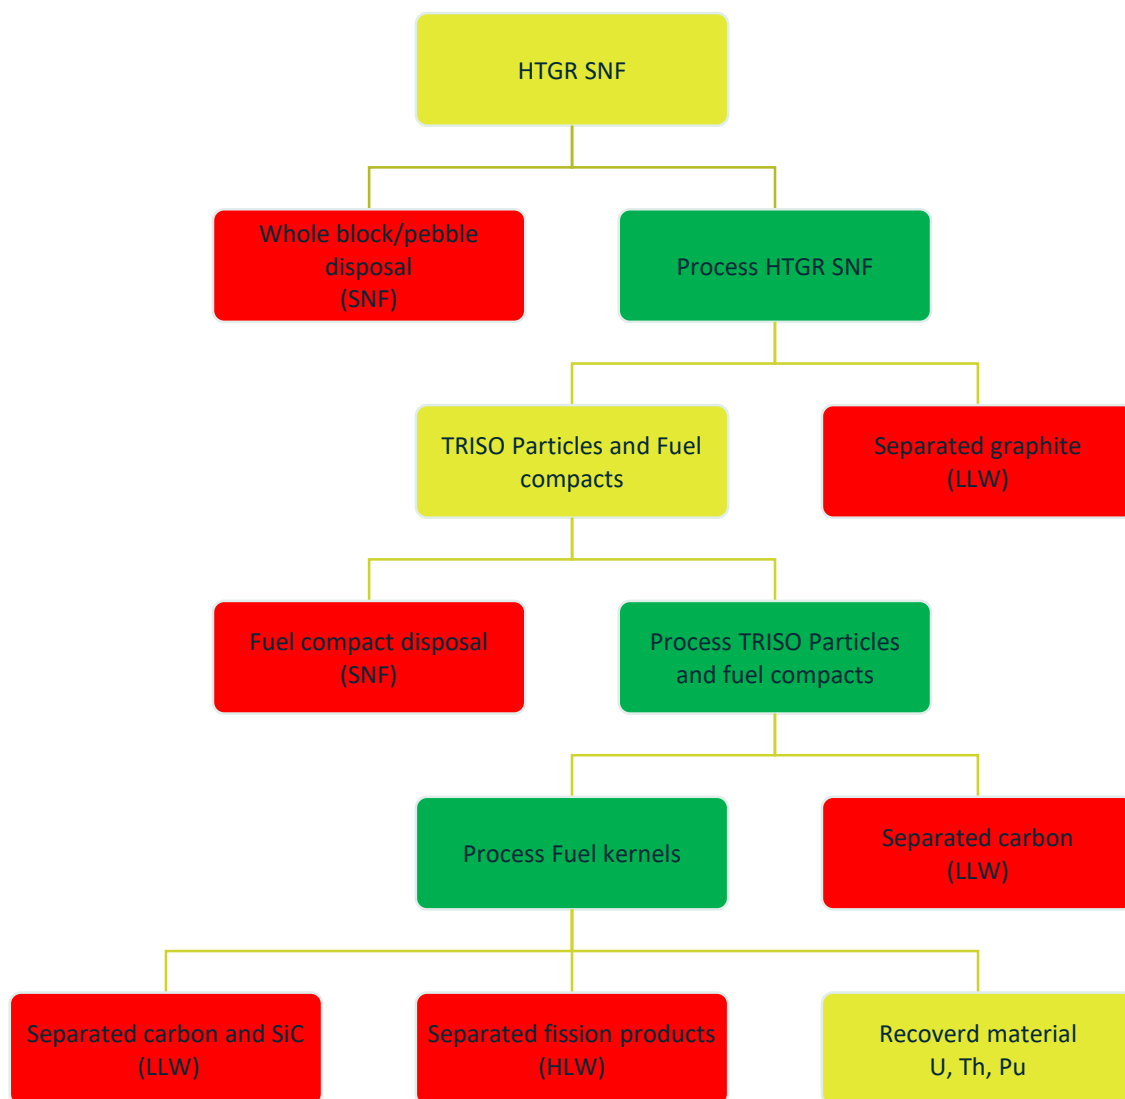 HTGR SNF
Whole block/pebble
disposal
(SNF)
Process HTGR SNF
TRISO Particles and Fuel
compacts
Separated graphite
(LLW)
Fuel compact disposal
(SNF)
Process TRISO Particles
and fuel compacts
Process Fuel kernels
Separated carbon
(LLW)
Separated carbon and SiC
(LLW)
Separated fission products
(HLW)
Recoverd material
U, Th, Pu